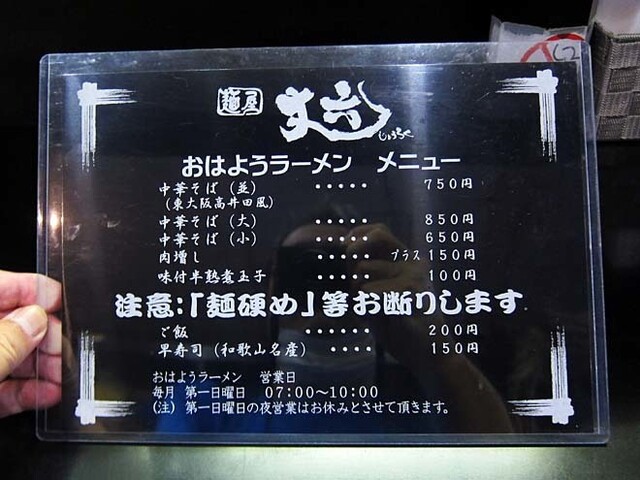 麺屋 丈六
じょうろく
おはようラーメン メニュー
中華そば(並) ・・・・・ 750円
(東大阪高井田風)
中華そば(大) ・・・・・ 850円
中華そば(小) ・・・・・ 650円
肉増し ・・・・・ プラス150円
味付半熟煮玉子 ・・・・・ 100円
注意:「麺硬め」等お断りします
ご飯 ・・・・・・ 200円
早寿司(和歌山名産) ・・・・ 150円
おはようラーメン 営業日
毎月 第一日曜日 07:00〜10:00
(注) 第一日曜日の夜営業はお休みとさせて頂きます。